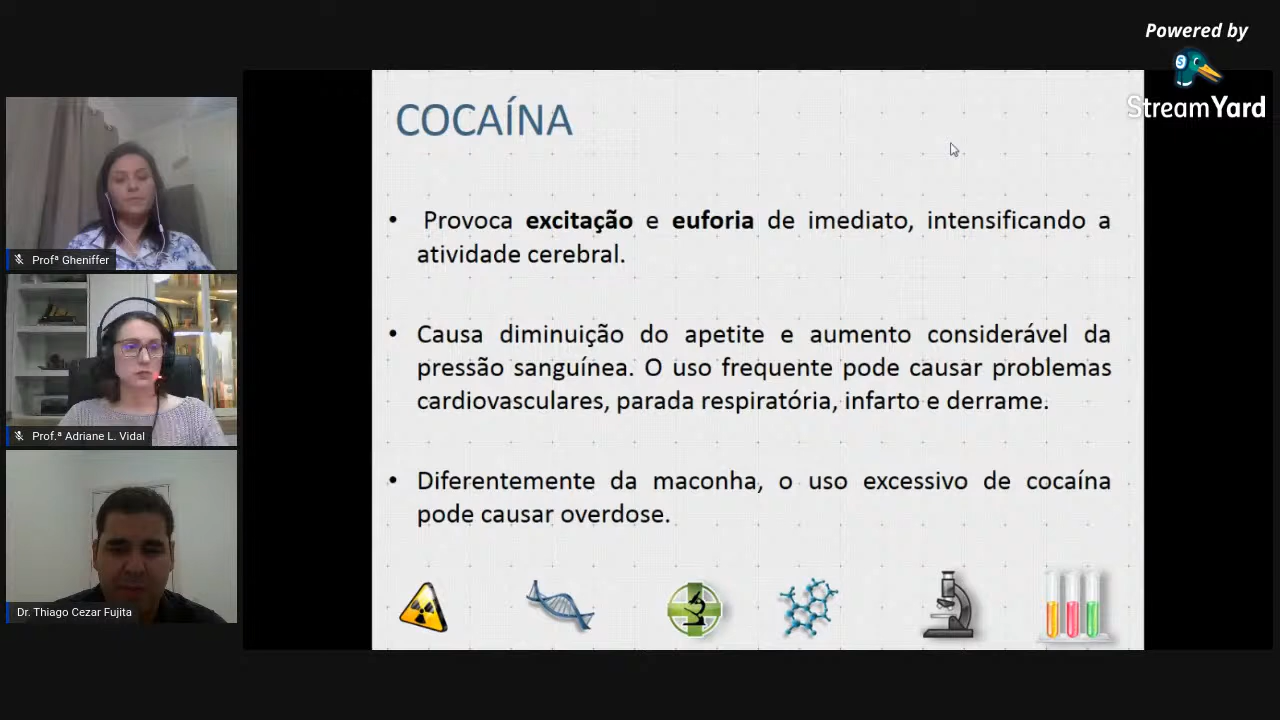 Powered by
StreamYard
COCAÍNA
• Provoca excitação e euforia de imediato, intensificando a
atividade cerebral.
• Causa diminuição do apetite e aumento considerável da
pressão sanguínea. O uso frequente pode causar problemas
cardiovasculares, parada respiratória, infarto e derrame.
• Diferentemente da maconha, o uso excessivo de cocaína
pode causar overdose.
Profª Gheniffer
Prof.ª Adriane L. Vidal
Dr. Thiago Cezar Fujita